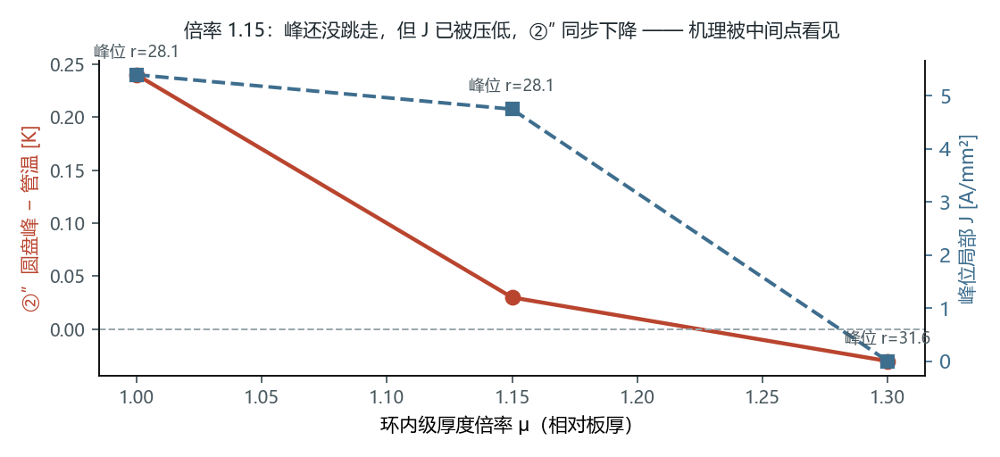 倍率 1.15：峰还没跳走，但 J 已被压低，②″ 同步下降 —— 机理被中间点看见
峰位 r=28.1
峰位 r=28.1
峰位 r=31.6
②″ 圆盘峰 − 管温 [K]
0.25
0.20
0.15
0.10
0.05
0.00
峰位局部 J [A/mm²]
5
4
3
2
1
0
1.00 1.05 1.10 1.15 1.20 1.25 1.30
环内级厚度倍率 μ（相对板厚）